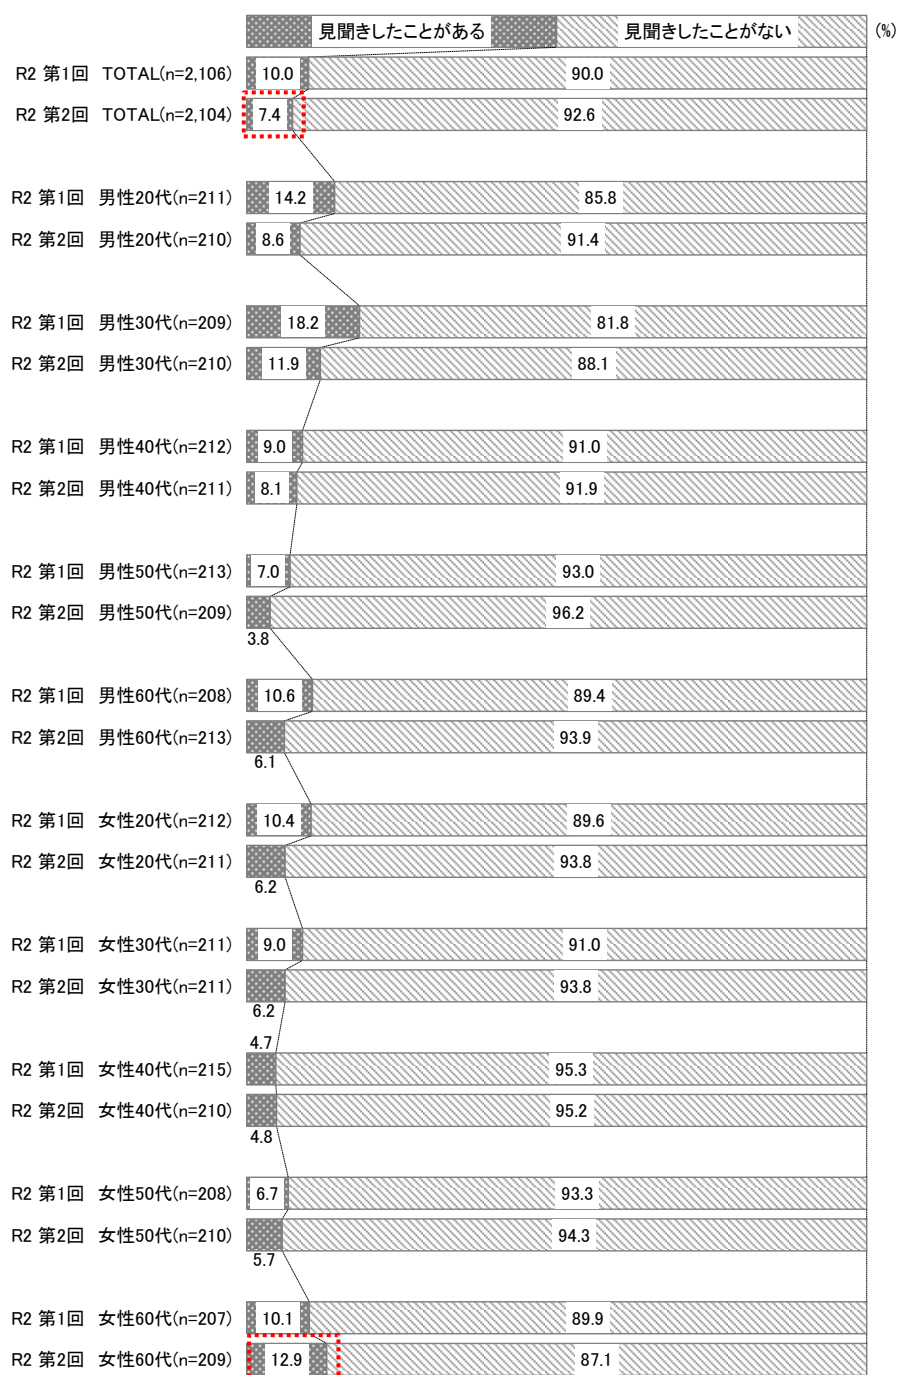 見聞きしたことがある 見聞きしたことがない (%)
R2 第1回 TOTAL(n=2,106) 10.0 90.0
R2 第2回 TOTAL(n=2,104) 7.4 92.6
R2 第1回 男性20代(n=211) 14.2 85.8
R2 第2回 男性20代(n=210) 8.6 91.4
R2 第1回 男性30代(n=209) 18.2 81.8
R2 第2回 男性30代(n=210) 11.9 88.1
R2 第1回 男性40代(n=212) 9.0 91.0
R2 第2回 男性40代(n=211) 8.1 91.9
R2 第1回 男性50代(n=213) 7.0 93.0
R2 第2回 男性50代(n=209) 96.2
3.8
R2 第1回 男性60代(n=208) 10.6 89.4
R2 第2回 男性60代(n=213) 93.9
6.1
R2 第1回 女性20代(n=212) 10.4 89.6
R2 第2回 女性20代(n=211) 93.8
6.2
R2 第1回 女性30代(n=211) 9.0 91.0
R2 第2回 女性30代(n=211) 93.8
6.2
4.7
R2 第1回 女性40代(n=215) 95.3
R2 第2回 女性40代(n=210) 95.2
4.8
R2 第1回 女性50代(n=208) 6.7 93.3
R2 第2回 女性50代(n=210) 94.3
5.7
R2 第1回 女性60代(n=207) 10.1 89.9
R2 第2回 女性60代(n=209) 12.9 87.1